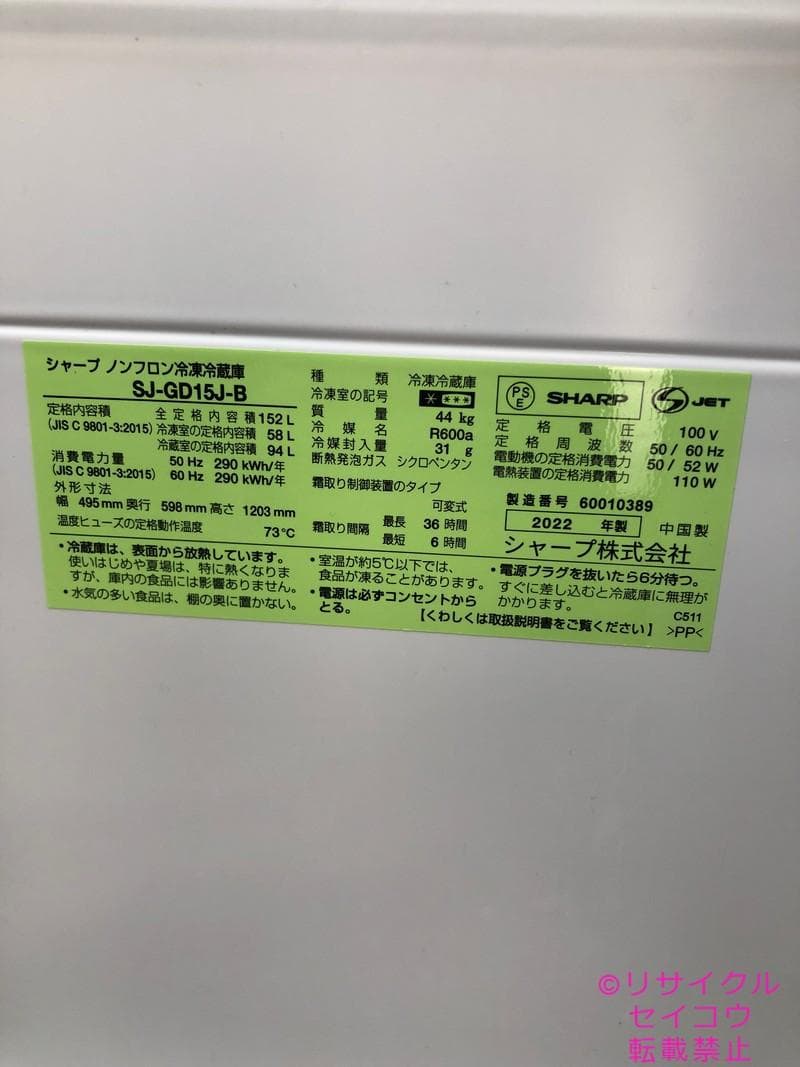 シャープ ノンフロン冷凍冷蔵庫
SJ-GD15J-B
定格内容積
(JIS C 9801-3:2015)
全定格内容積 152 L
冷凍室の定格内容積 58 L
冷蔵室の定格内容積 94 L
消費電力量
(JIS C 9801-3:2015)
50 Hz 290 kWh/年
60 Hz 290 kWh/年
外形寸法
幅 495mm 奥行 598mm 高さ 1203mm
温度ヒューズの定格動作温度 73℃
種類 冷凍冷蔵庫
冷凍室の記号 * ***
質量 44 kg
冷媒名 R600a
冷媒封入量 31 g
断熱発泡ガス シクロペンタン
霜取り制御装置のタイプ
可変式
霜取り間隔 最長 36 時間
最短 6 時間
PSE SHARP JET
定格電圧 100 V
定格周波数 50 / 60 Hz
電動機の定格消費電力 50 / 52 W
電熱装置の定格消費電力 110 W
製造番号 60010389
2022 年製 中国製
シャープ株式会社
・冷蔵庫は、表面から放熱しています。
使いはじめや夏場は、特に熱くなりま
すが、庫内の食品には影響ありません。
・水気の多い食品は、棚の奥に置かない。
・室温が約5℃以下では、
食品が凍ることがあります。
・電源は必ずコンセントから
とる。
・電源プラグを抜いたら6分待つ。
すぐに差し込むと冷蔵庫に無理が
かかります。
C511
【くわしくは取扱説明書をご覧ください】 >PP<
©リサイクル
セイコウ
転載禁止